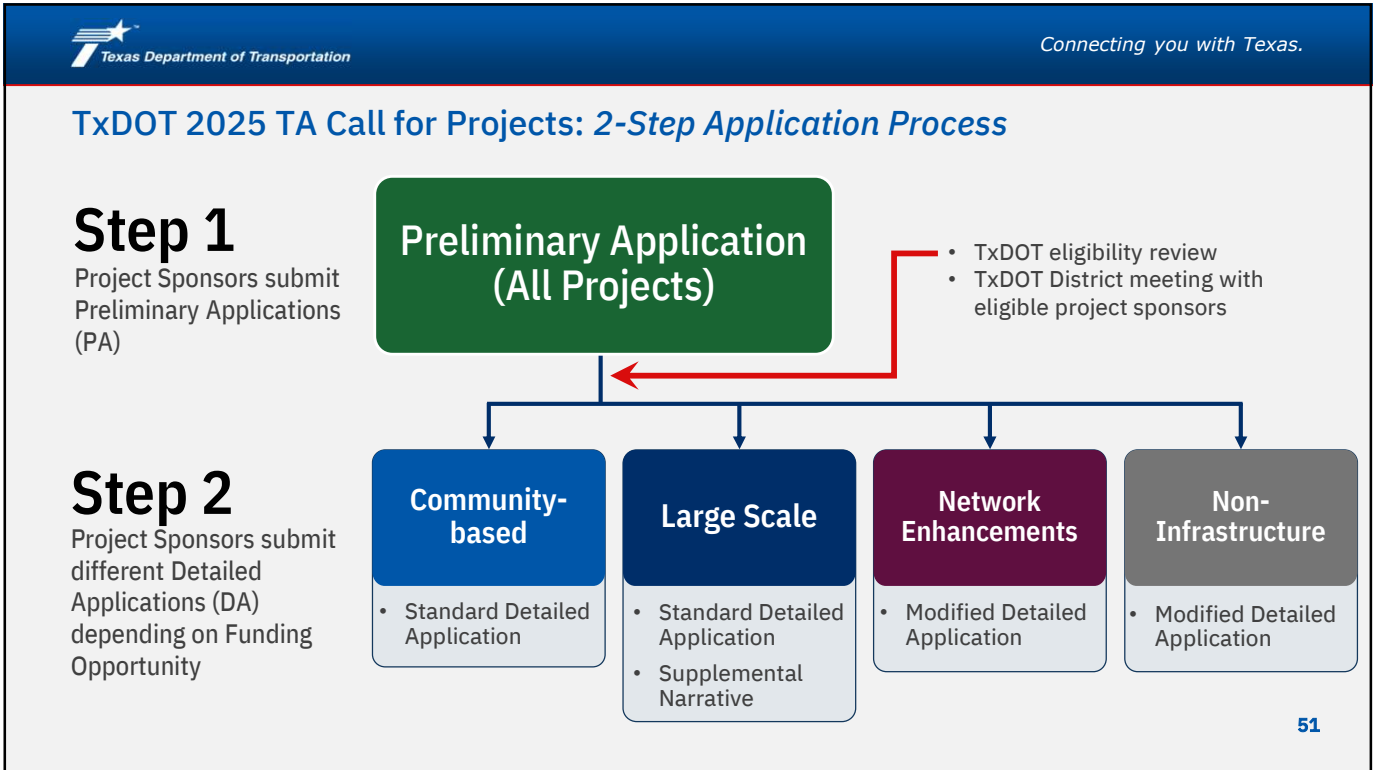 Texas Department of Transportation
Connecting you with Texas.
TxDOT 2025 TA Call for Projects: 2-Step Application Process
Step 1
Project Sponsors submit
Preliminary Applications
(PA)
Preliminary Application
(All Projects)
• TxDOT eligibility review
• TxDOT District meeting with
eligible project sponsors
Step 2
Project Sponsors submit
different Detailed
Applications (DA)
depending on Funding
Opportunity
Community-
based
• Standard Detailed
Application
Large Scale
• Standard Detailed
Application
• Supplemental
Narrative
Network
Enhancements
• Modified Detailed
Application
Non-
Infrastructure
• Modified Detailed
Application
51